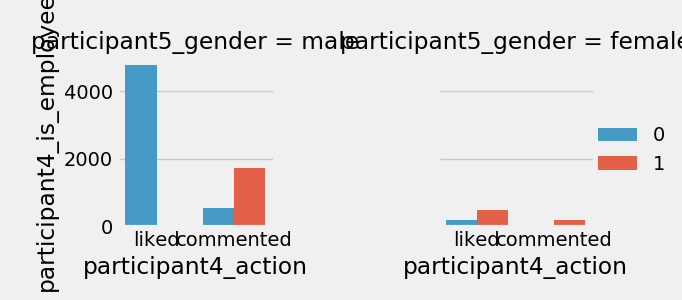 participant5_gender = male
participant5_gender = female
participant4_is_employee
4000
2000
0
liked
commented
liked
commented
participant4_action
participant4_action
0
1